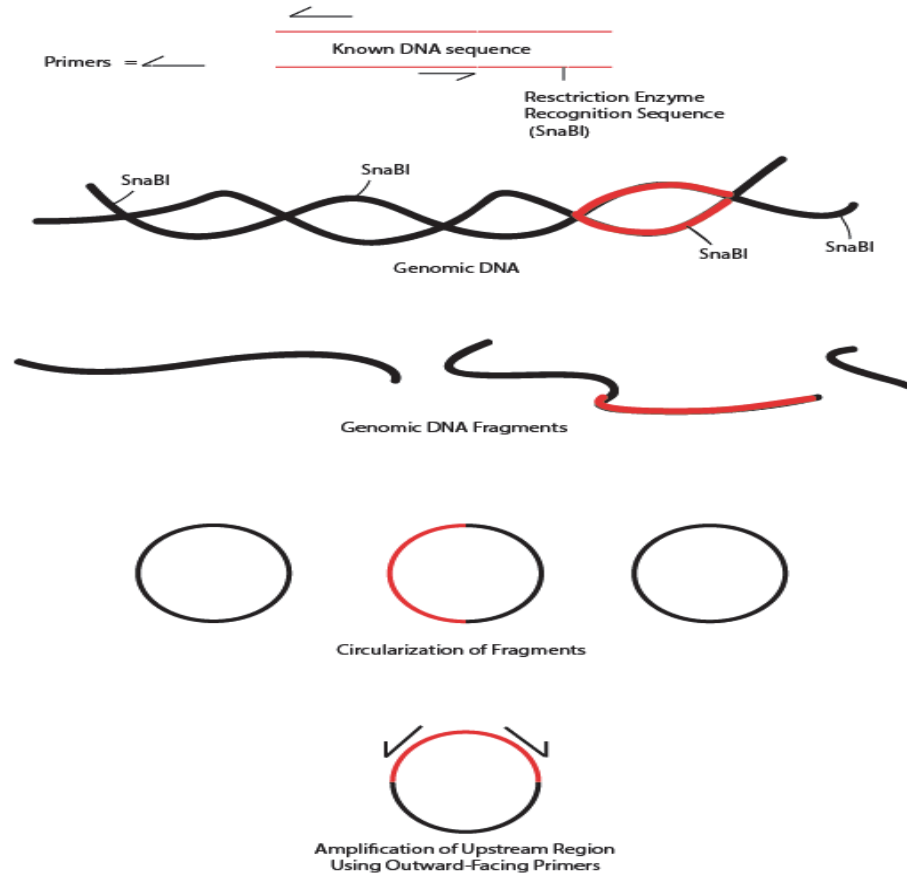 Known DNA sequence
Primers =
Resctriction Enzyme
Recognition Sequence
(SnaBI)
SnaBI
SnaBI
SnaBI
SnaBI
Genomic DNA
Genomic DNA Fragments
Circularization of Fragments
Amplification of Upstream Region
Using Outward-Facing Primers